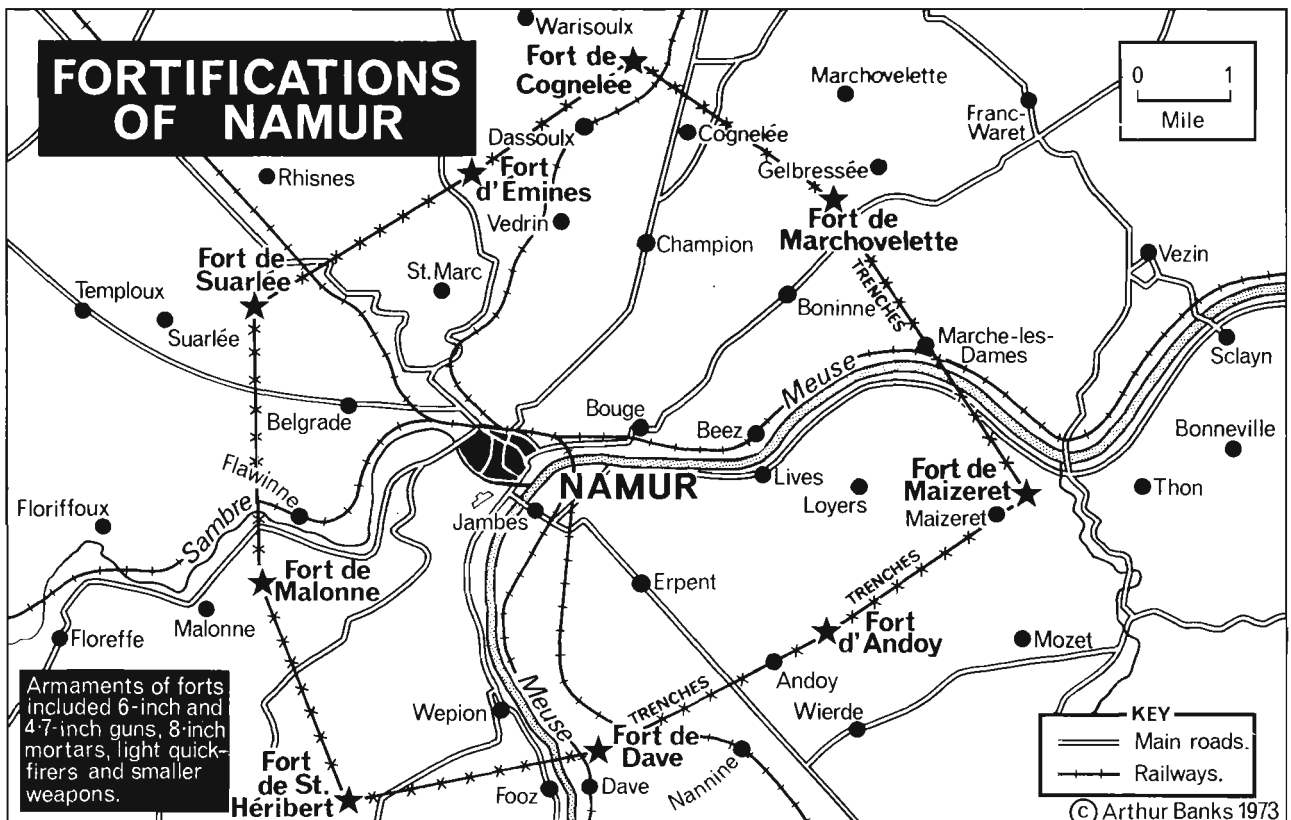 FORTIFICATIONS
OF NAMUR
Warisoulx
Fort de
Cognelée
Marchovelette
0 1
Mile
Franc-
Waret
Dassoulx
Cognelée
Rhisnes
Fort
d'Émines
Gelbressée
Vedrin
Fort de
Marchovelette
Champion
Vezin
Fort de
Suarlée
St. Marc
TRENCHES
Temploux
Suarlée
Boninne
Marche-les-
Dames
Sclayn
Meuse
Belgrade
Bouge
Beez
Bonneville
Flawinne
NAMUR
Lives
Loyers
Fort de
Maizeret
Maizeret
Thon
Floriffoux
Sambre
Jambes
Fort de
Malonne
Erpent
TRENCHES
Malonne
Floreffe
Fort
d'Andoy
Mozet
Andoy
Armaments of forts
included 6-inch and
4·7-inch guns, 8-inch
mortars, light quick-
firers and smaller
weapons.
Wepion
Meuse
TRENCHES
Wierde
Fort de
Dave
Fort
de St.
Héribert
Fooz
Dave
Nannine
KEY
Main roads.
Railways.
© Arthur Banks 1973